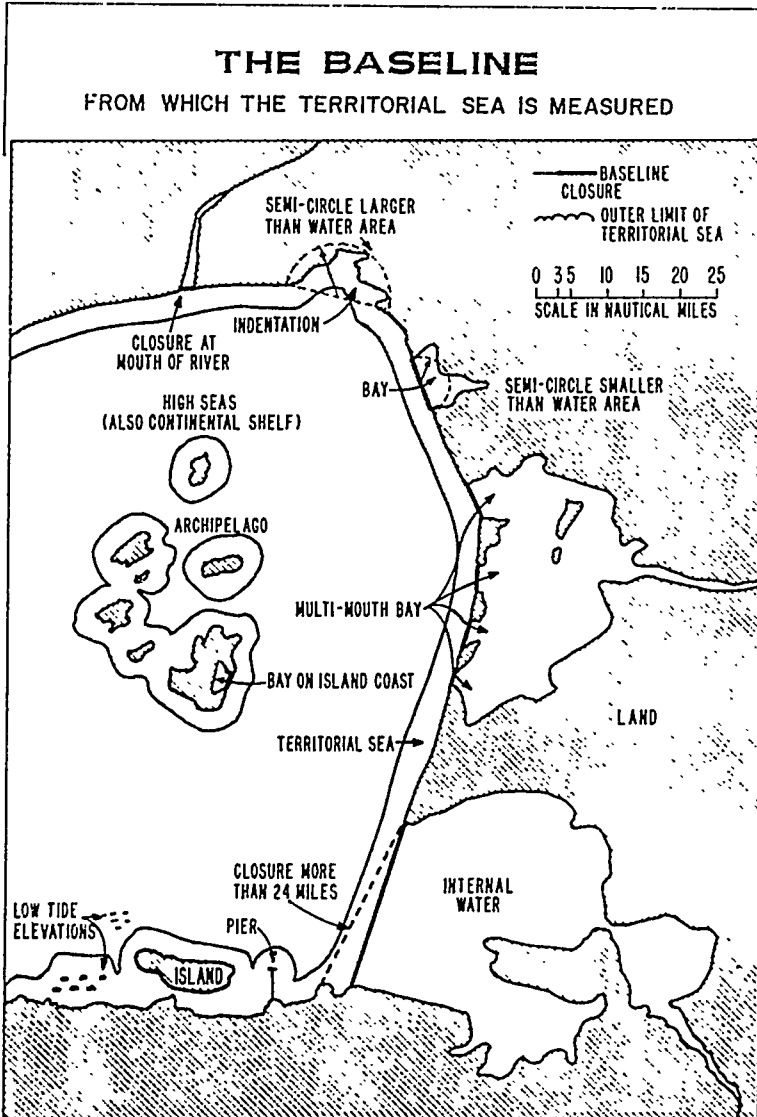 THE BASELINE
FROM WHICH THE TERRITORIAL SEA IS MEASURED
BASELINE
CLOSURE
OUTER LIMIT OF
TERRITORIAL SEA
0 3 5 10 15 20 25
SCALE IN NAUTICAL MILES
SEMI-CIRCLE LARGER
THAN WATER AREA
INDENTATION
CLOSURE AT
MOUTH OF RIVER
BAY
SEMI-CIRCLE SMALLER
THAN WATER AREA
HIGH SEAS
(ALSO CONTINENTAL SHELF)
ARCHIPELAGO
MULTI-MOUTH BAY
BAY ON ISLAND COAST
LAND
TERRITORIAL SEA
CLOSURE MORE
THAN 24 MILES
INTERNAL
WATER
LOW TIDE
ELEVATIONS
PIER
ISLAND